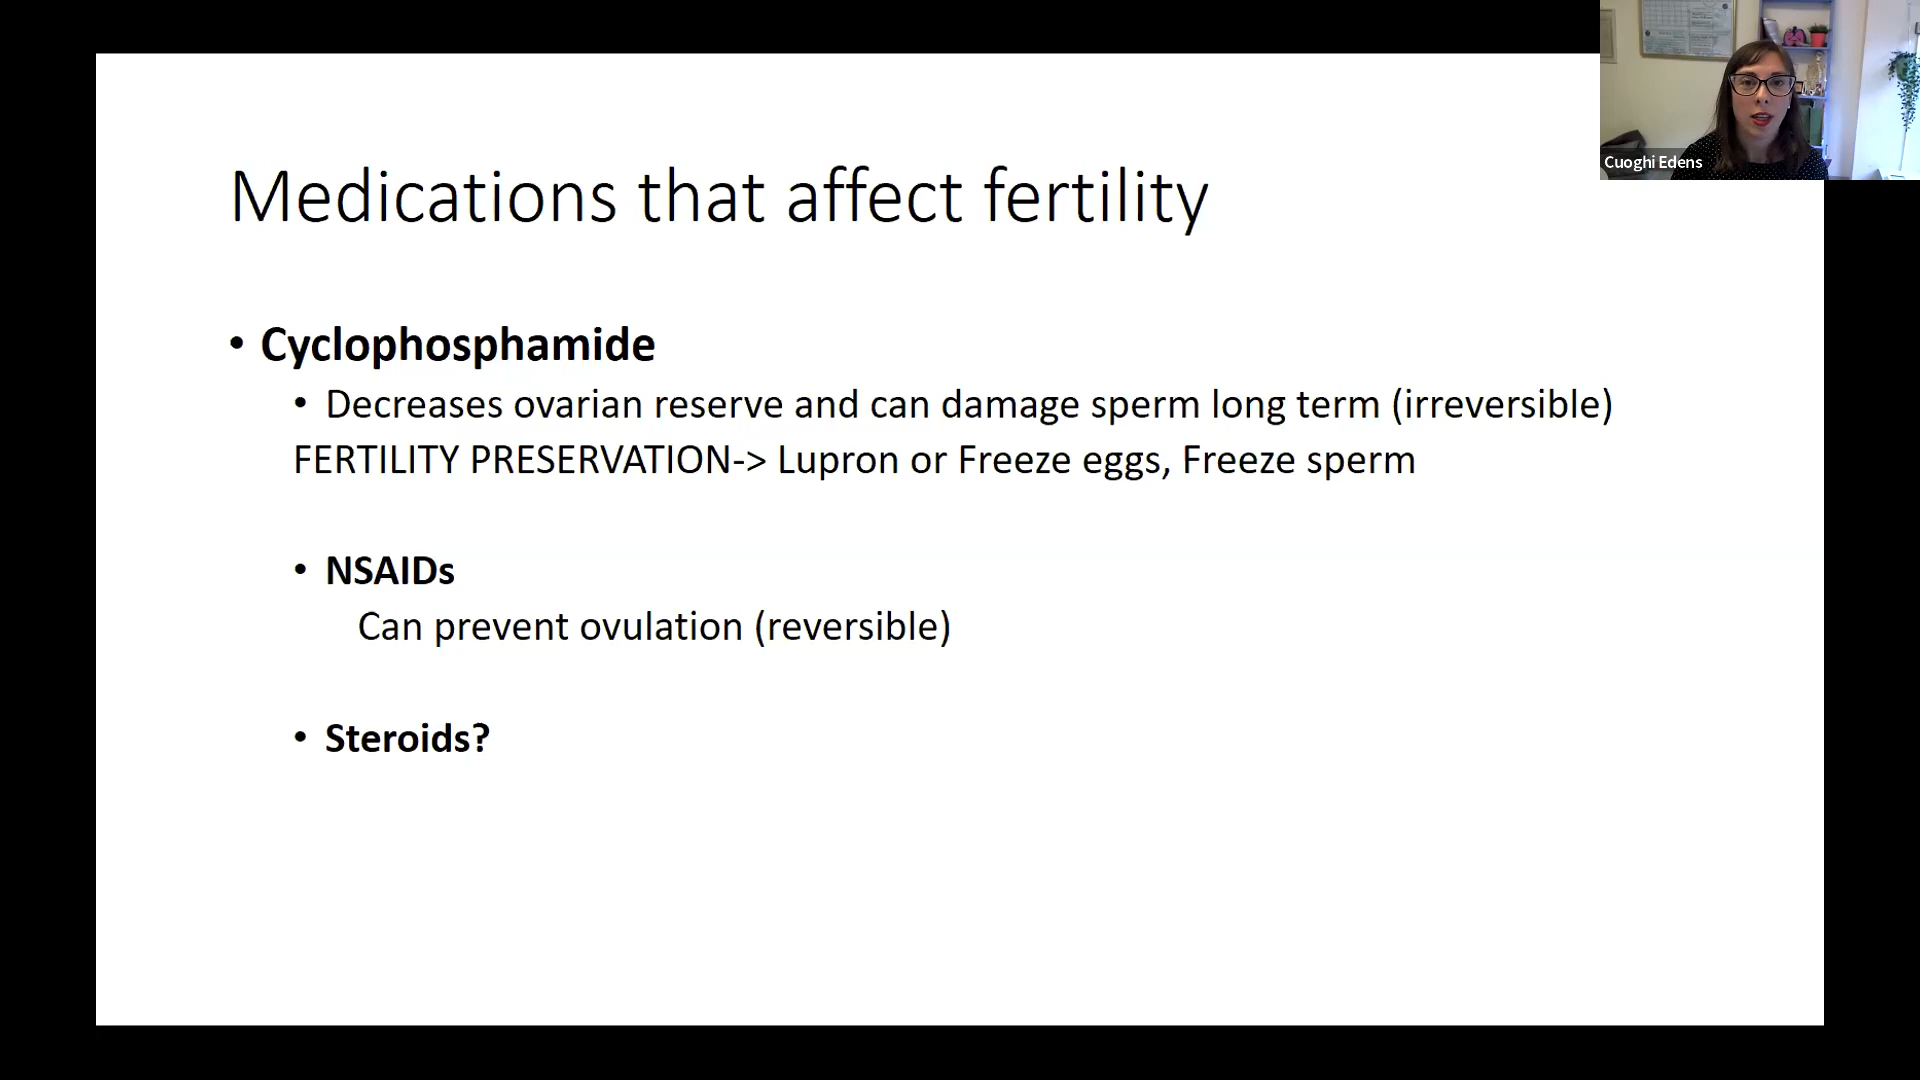 Cuoghi Edens
Medications that affect fertility
• Cyclophosphamide
• Decreases ovarian reserve and can damage sperm long term (irreversible)
FERTILITY PRESERVATION-> Lupron or Freeze eggs, Freeze sperm
• NSAIDs
Can prevent ovulation (reversible)
• Steroids?